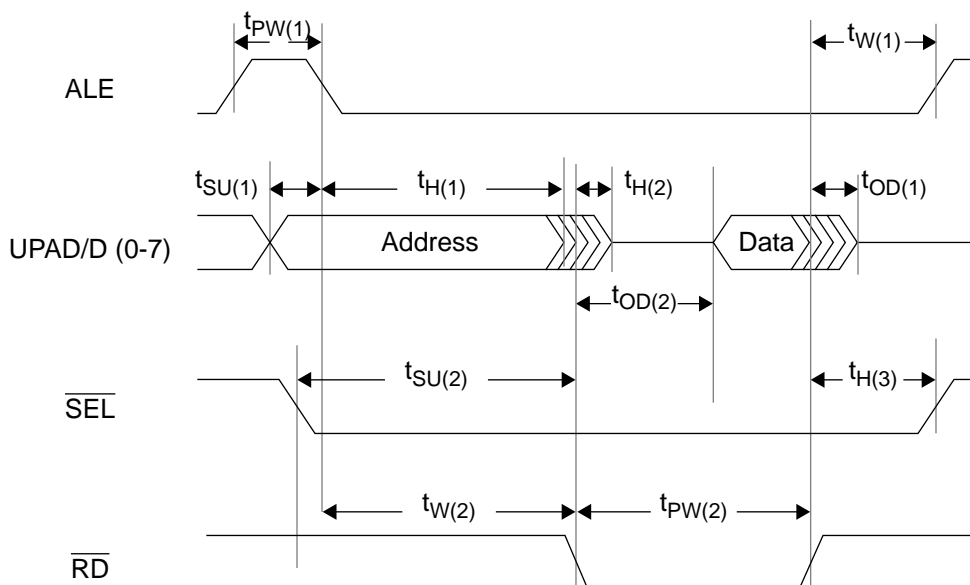 tPW(1)
tW(1)
ALE
tSU(1)
tH(1)
tH(2)
tOD(1)
UPAD/D (0-7)
Address
Data
tOD(2)
tSU(2)
tH(3)
SEL
tW(2)
tPW(2)
RD